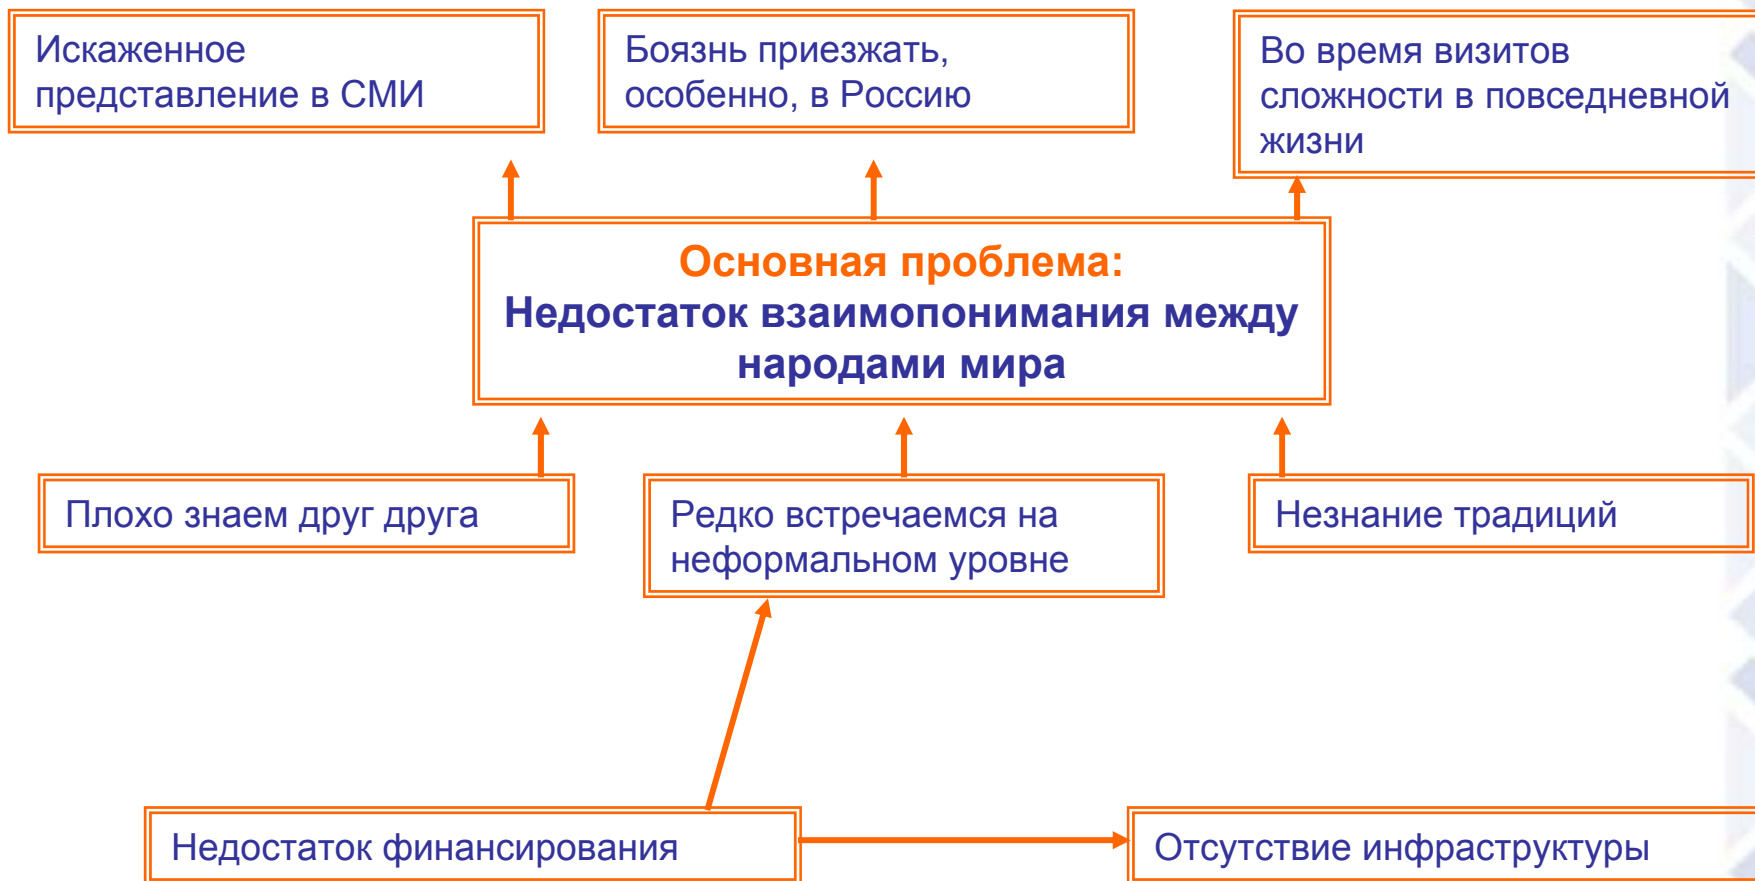 Искаженное
представление в СМИ
Боязнь приезжать,
особенно, в Россию
Во время визитов
сложности в повседневной
жизни
Основная проблема:
Недостаток взаимопонимания между
народами мира
Плохо знаем друг друга
Редко встречаемся на
неформальном уровне
Незнание традиций
Недостаток финансирования
Отсутствие инфраструктуры